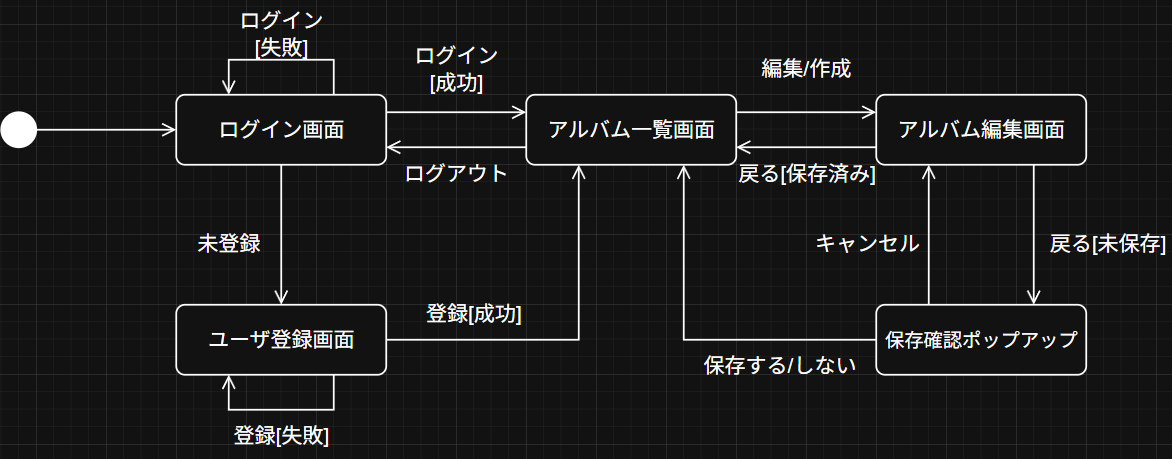 ログイン
[失敗]
ログイン
[成功]
編集/作成
ログイン画面
アルバム一覧画面
アルバム編集画面
ログアウト
戻る[保存済み]
未登録
キャンセル
戻る[未保存]
登録[成功]
ユーザ登録画面
保存確認ポップアップ
保存する/しない
登録[失敗]